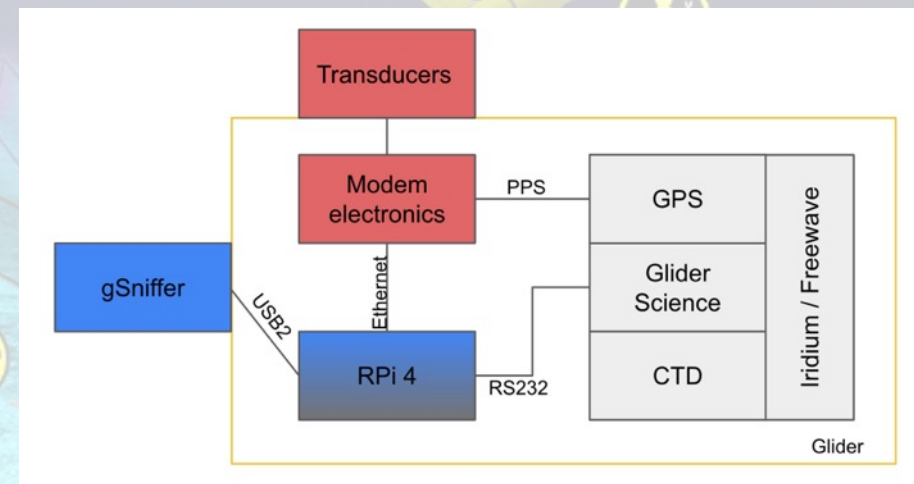 Transducers
Modem
electronics
PPS
GPS
gSniffer
USB2
Ethernet
Glider
Science
Iridium / Freewave
RPi 4
RS232
CTD
Glider